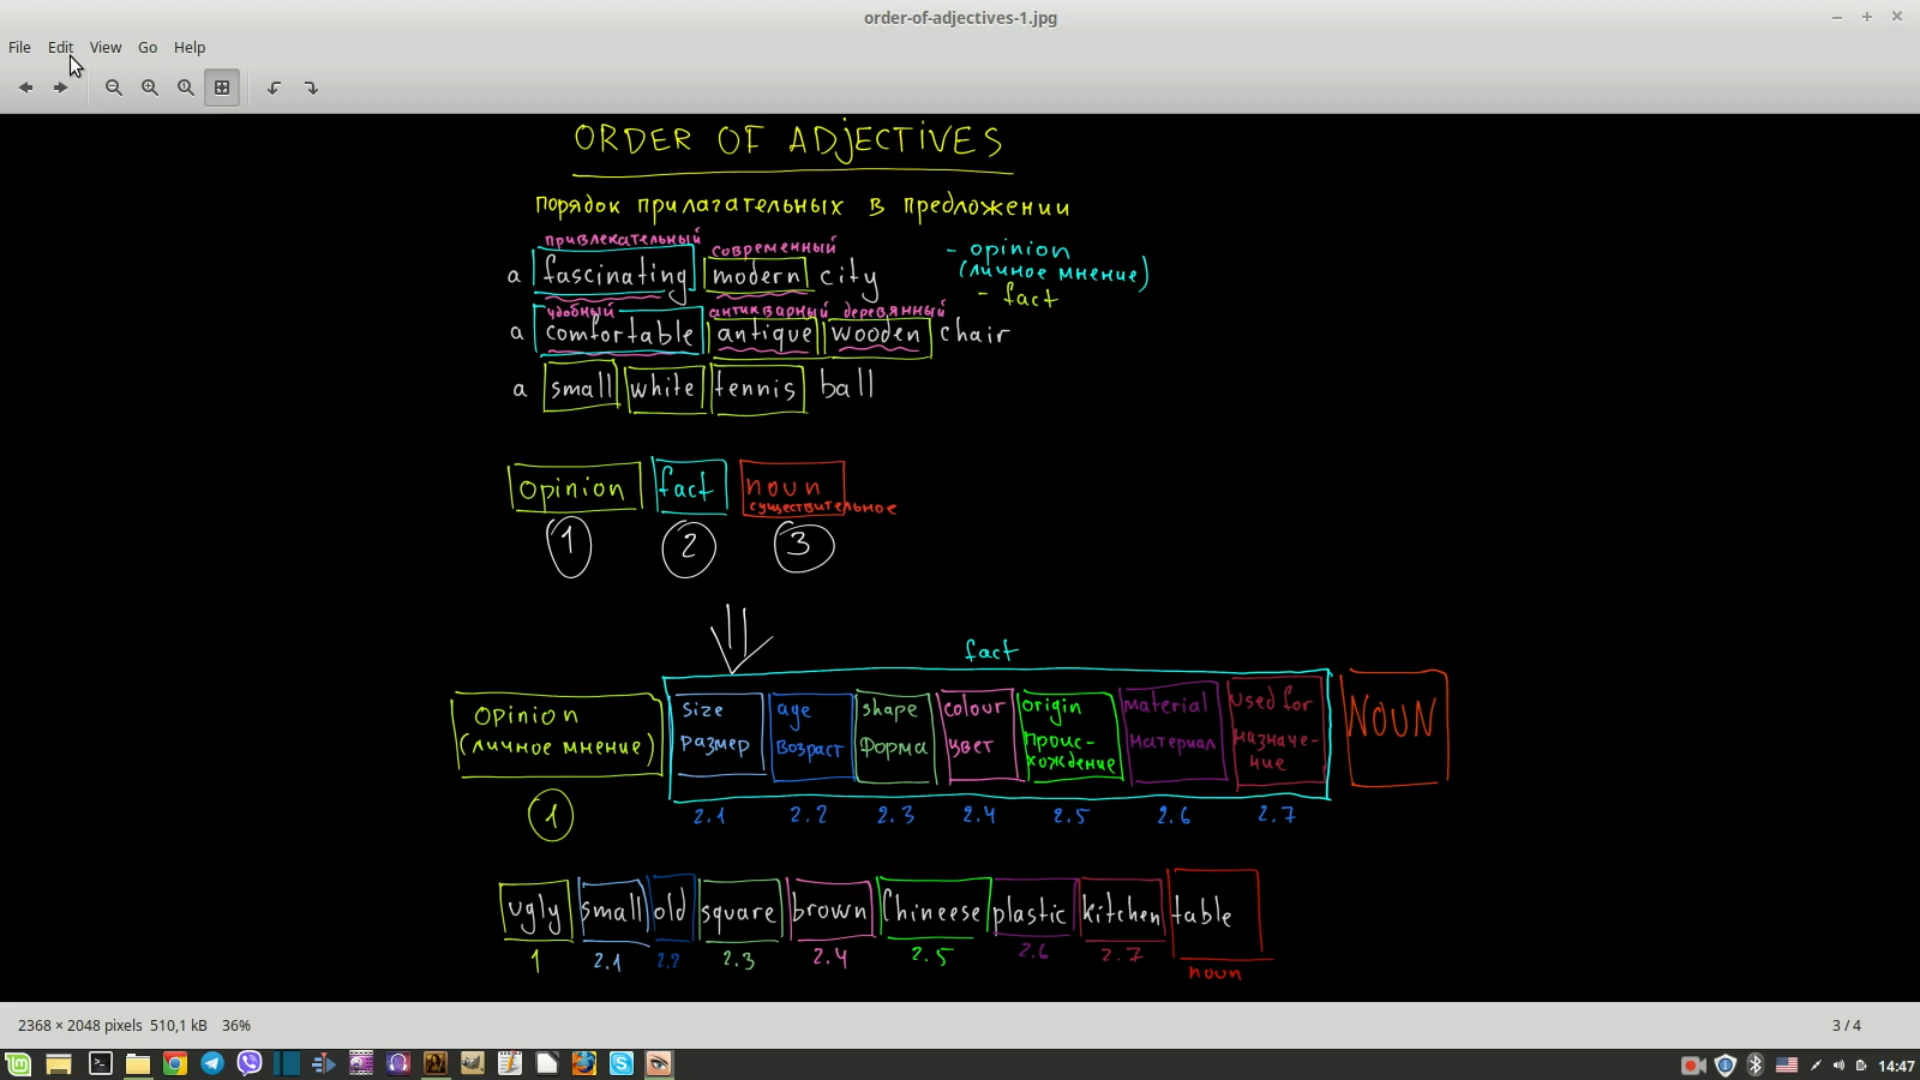 order-of-adjectives-1.jpg
File Edit View Go Help
ORDER OF ADJECTIVES
порядок прилагательных в предложении
привлекательный современный
a fascinating modern city
- opinion
(личное мнение)
- fact
удобный антикварный деревянный
a comfortable antique wooden chair
a small white tennis ball
opinion fact noun
существительное
1 2 3
fact
opinion (личное мнение)
size размер
age возраст
shape форма
colour цвет
origin проис-
хождение
material материал
used for назначе-
ние
NOUN
1 2.1 2.2 2.3 2.4 2.5 2.6 2.7
ugly small old square brown Chineese plastic kitchen table
1 2.1 2.2 2.3 2.4 2.5 2.6 2.7 noun
2368 × 2048 pixels 510,1 kB 36% 3 / 4
14:47